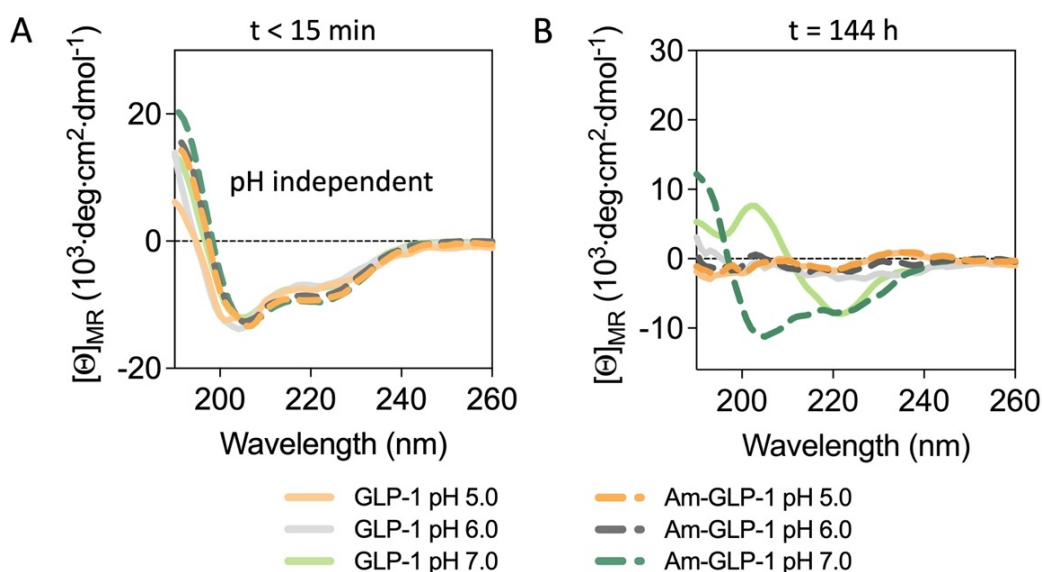 A
t < 15 min
[Θ]MR (10³·deg·cm²·dmol⁻¹)
20
0
-20
pH independent
200 220 240 260
Wavelength (nm)
B
t = 144 h
[Θ]MR (10³·deg·cm²·dmol⁻¹)
30
20
10
0
-10
200 220 240 260
Wavelength (nm)
GLP-1 pH 5.0
GLP-1 pH 6.0
GLP-1 pH 7.0
Am-GLP-1 pH 5.0
Am-GLP-1 pH 6.0
Am-GLP-1 pH 7.0